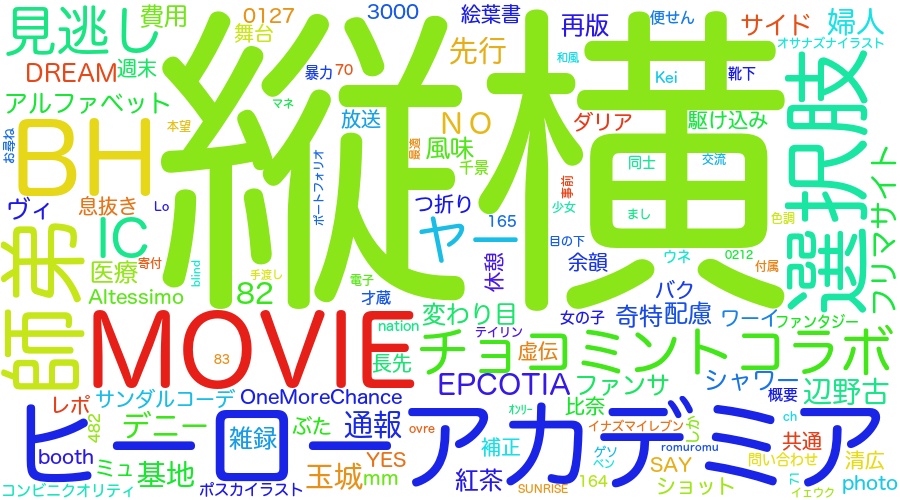 見逃し
費用
0127
舞台
3000
絵葉書
再版
便せん
サイド
婦人
オサナズナイラスト
DREAM
週末
暴力
70
先行
和風
Kei
靴下
アルファベット
マネ
放送
NO
ダリア
駆け込み
選択肢
本望
お尋ね
BH
縦横
最適
風味
千景
同士
交流
ポートフォリオ
事前
フリマサイト
ヴィ
息抜き
Lo
つ折り
165
少女
まし
色調
師弟
IC
ヤー
目の下
休憩
余韻
ウネ
0212
付属
医療
寄付
blind
手渡し
電子
Altessimo
82
才蔵
バク
変わり目
女の子
奇特
配慮
ワーイ
ファンタジー
MOVIE
nation
テイリン
チョコミントコラボ
83
長先
虚伝
EPCOTIA
ファンサ
シャワー
概要
辺野古
サンダルコーデ
OneMoreChance
レポ
482
デニー
ぶた
通報
ovre
ｵﾝﾘｰ
比奈
イナズマイレブン
しか
ch
ヒーローアカデミア
雑録
補正
ゲソ
ペン
romuromu
共通
booth
ミュ
基地
玉城
YES
mm
紅茶
SAY
問い合わせ
清広
コンビニクオリティ
ポスカイラスト
SUNRISE
164
ショット
71
イェウク
photo